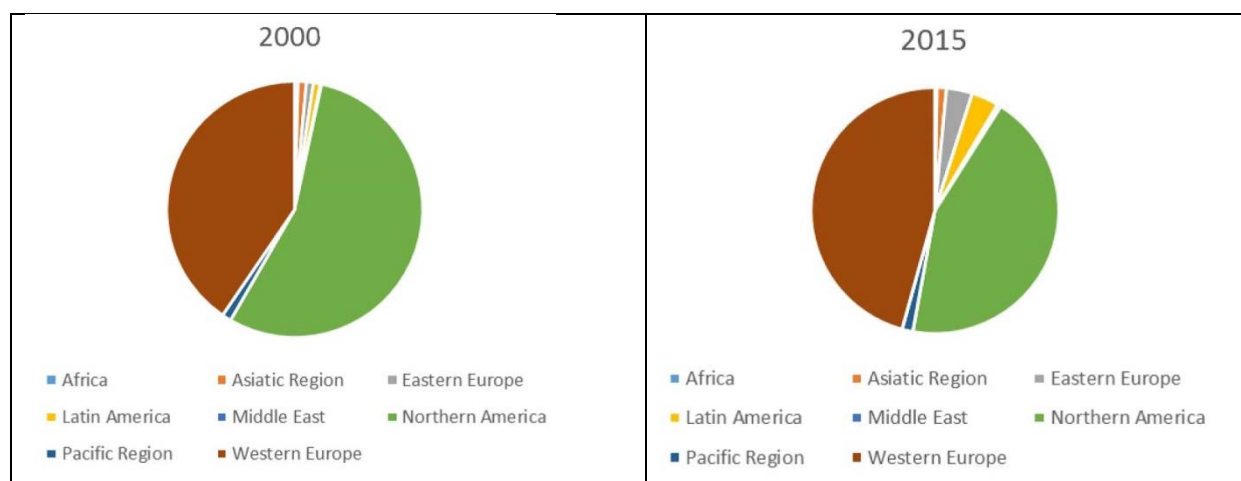 2000
Africa Asiatic Region Eastern Europe
Latin America Middle East Northern America
Pacific Region Western Europe
2015
Africa Asiatic Region Eastern Europe
Latin America Middle East Northern America
Pacific Region Western Europe